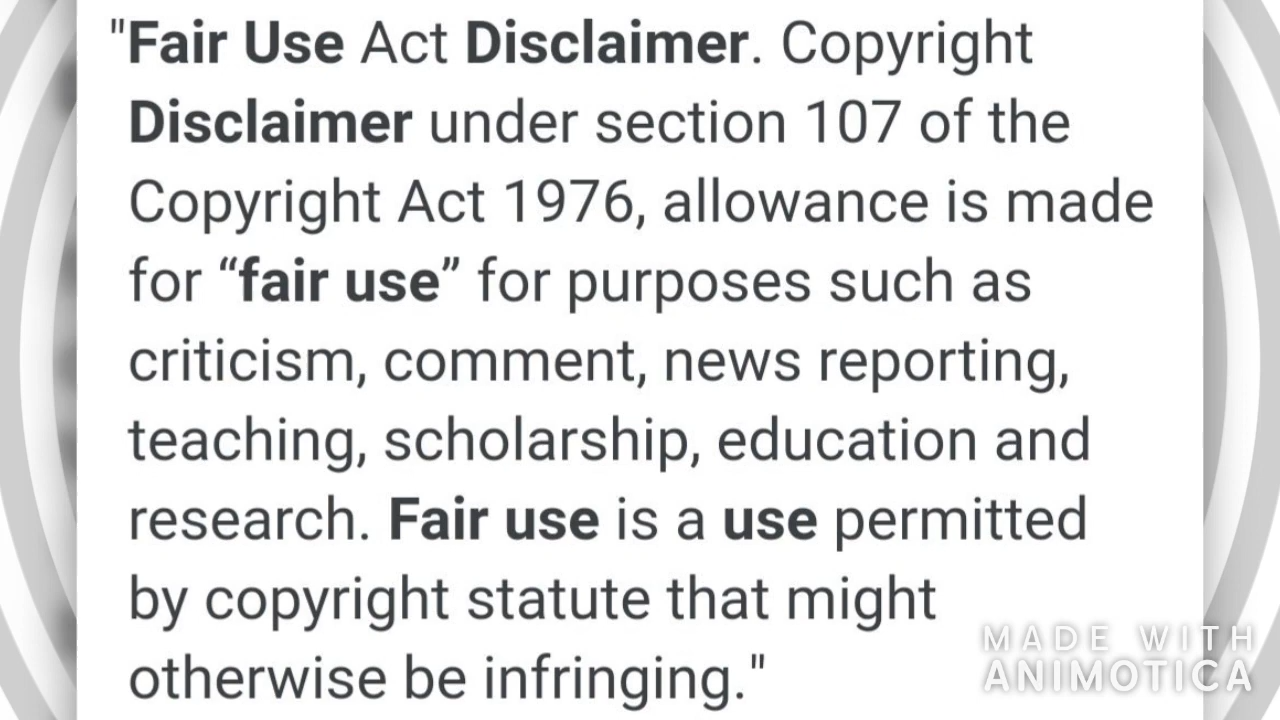 "Fair Use Act Disclaimer. Copyright
Disclaimer under section 107 of the
Copyright Act 1976, allowance is made
for “fair use” for purposes such as
criticism, comment, news reporting,
teaching, scholarship, education and
research. Fair use is a use permitted
by copyright statute that might
otherwise be infringing."
MADE WITH
ANIMOTICA